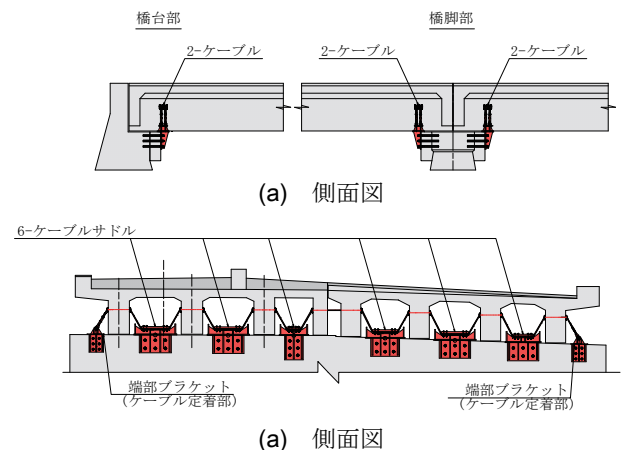 橋台部
橋脚部
2-ケーブル
2-ケーブル
2-ケーブル
(a) 側面図
6-ケーブルサドル
端部ブラケット
(ケーブル定着部)
端部ブラケット
(ケーブル定着部)
(a) 側面図